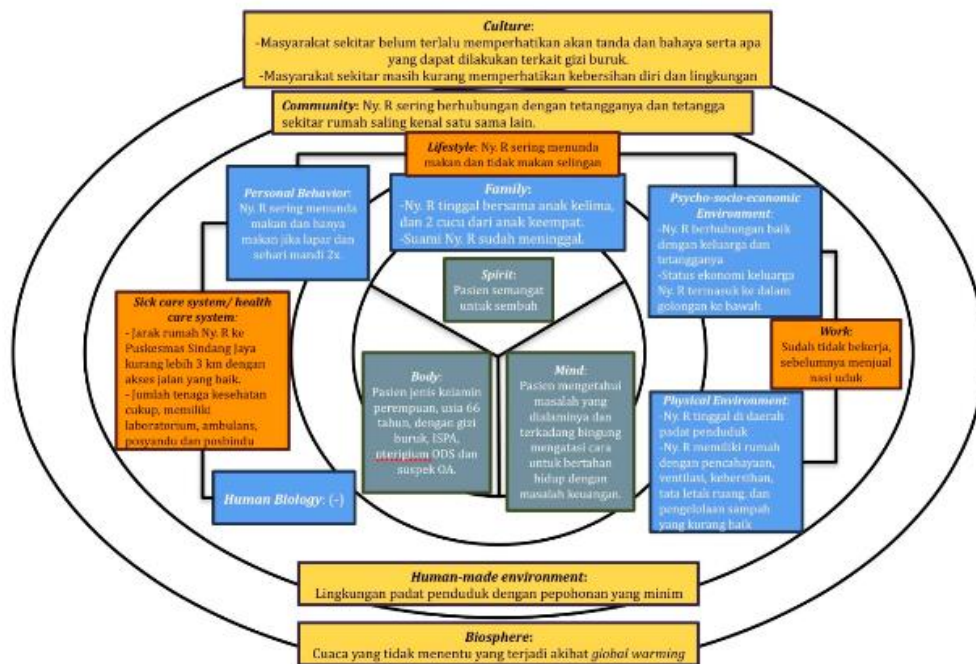 Culture:
-Masyarakat sekitar belum terlalu memperhatikan akan tanda dan bahaya serta apa
yang dapat dilakukan terkait gizi buruk.
-Masyarakat sekitar masih kurang memperhatikan kebersihan diri dan lingkungan
Community: Ny. R sering berhubungan dengan tetangganya dan tetangga
sekitar rumah saling kenal satu sama lain.
Lifestyle: Ny. R sering menunda
makan dan tidak makan selingan
Personal Behavior:
Ny. R sering menunda
makan dan hanya
makan jika lapar dan
sehari mandi 2x.
Family:
-Ny. R tinggal bersama anak kelima,
dan 2 cucu dari anak keempat.
-Suami Ny. R sudah meninggal.
Psycho-socio-economic
Environment:
-Ny. R berhubungan baik
dengan keluarga dan
tetangganya
-Status ekonomi keluarga
Ny. R termasuk ke dalam
golongan ke bawah
Spirit:
Pasien semangat
untuk sembuh
Sick care system/ health
care system:
- Jarak rumah Ny. R ke
Puskesmas Sindang Jaya
kurang lebih 3 km dengan
akses jalan yang baik.
- Jumlah tenaga kesehatan
cukup, memiliki
laboratorium, ambulans,
posyandu dan posbindu
Work:
Sudah tidak bekerja,
sebelumnya menjual
nasi uduk
Body:
Pasien jenis kelamin
perempuan, usia 66
tahun, dengan gizi
buruk, ISPA,
pterigium ODS dan
suspek OA.
Mind:
Pasien mengetahui
masalah yang
dialaminya dan
terkadang bingung
mengatasi cara
untuk bertahan
hidup dengan
masalah keuangan.
Physical Environment:
-Ny. R tinggal di daerah
padat penduduk
-Ny. R memiliki rumah
dengan pencahayaan,
ventilasi, kebersihan,
tata letak ruang, dan
pengelolaan sampah
yang kurang baik
Human Biology: (-)
Human-made environment:
Lingkungan padat penduduk dengan pepohonan yang minim
Biosphere:
Cuaca yang tidak menentu yang terjadi akibat global warming